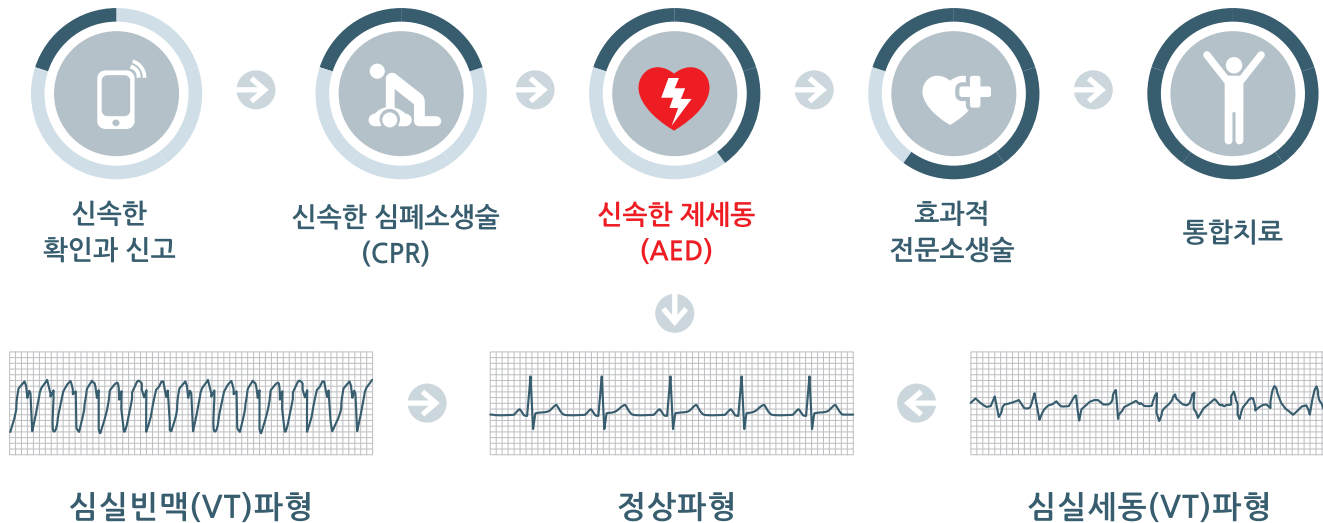 신속한
확인과 신고
신속한 심폐소생술
(CPR)
신속한 제세동
(AED)
효과적
전문소생술
통합치료
심실빈맥(VT)파형
정상파형
심실세동(VT)파형